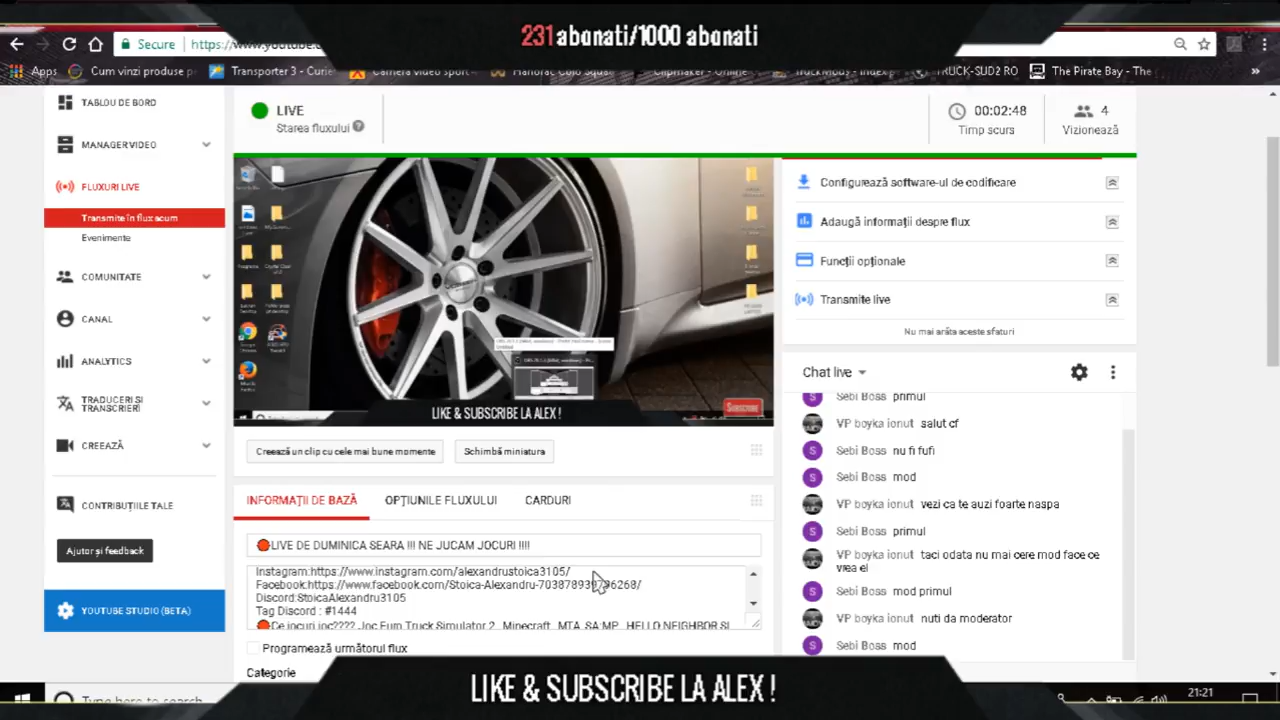 231 abonati/1000 abonati
Secure https://www.youtube.c
Apps Cum vinzi produse p Transporter 3 - Curie Camera video sport- TRUCK-SUD2 RO The Pirate Bay - The
TABLOU DE BORD
MANAGER VIDEO
FLUXURI LIVE
Transmite în flux acum
Evenimente
COMUNITATE
CANAL
ANALYTICS
TRADUCERI ȘI
TRANSCRIERI
CREEAZĂ
CONTRIBUȚIILE TALE
Ajutor și feedback
YOUTUBE STUDIO (BETA)
LIVE
Starea fluxului
00:02:48
Timp scurs
4
Vizionează
LIKE & SUBSCRIBE LA ALEX !
SUBSCRIBE
Creează un clip cu cele mai bune momente
Schimbă miniatura
INFORMAȚII DE BAZĂ OPȚIUNILE FLUXULUI CARDURI
LIVE DE DUMINICA SEARA !!! NE JUCAM JOCURI !!!!
Instagram:https://www.instagram.com/alexandrustoica3105/
Discord:StoicaAlexandru3105
Tag Discord : #1444
Programează următorul flux
Categorie
Configurează software-ul de codificare
Adaugă informații despre flux
Funcții opționale
Transmite live
Nu mai arăta aceste sfaturi
Chat live
Sebi Boss primul
VP boyka ionut salut cf
Sebi Boss nu fi fufi
Sebi Boss mod
VP boyka ionut vezi ca te auzi foarte naspa
Sebi Boss primul
VP boyka ionut taci odata nu mai cere mod face ce
vrea el
Sebi Boss mod primul
VP boyka ionut nuti da moderator
Sebi Boss mod
LIKE & SUBSCRIBE LA ALEX !
21:21